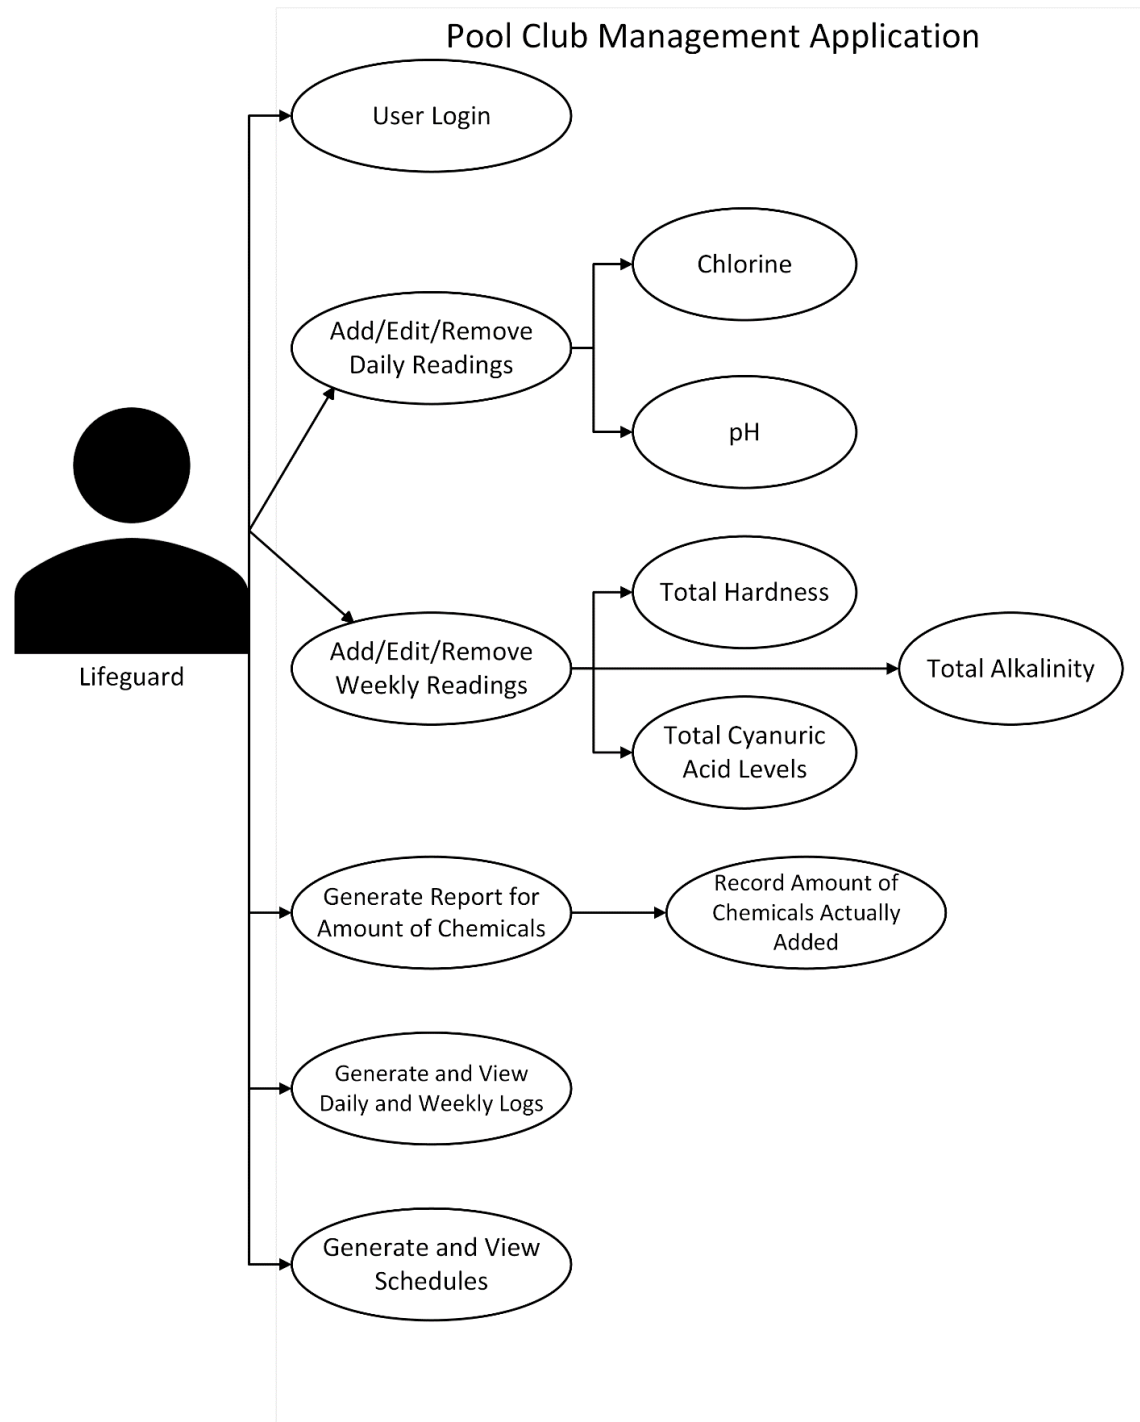 Pool Club Management Application
User Login
Chlorine
Add/Edit/Remove
Daily Readings
pH
Total Hardness
Add/Edit/Remove
Weekly Readings
Total Alkalinity
Lifeguard
Total Cyanuric
Acid Levels
Generate Report for
Amount of Chemicals
Record Amount of
Chemicals Actually
Added
Generate and View
Daily and Weekly Logs
Generate and View
Schedules